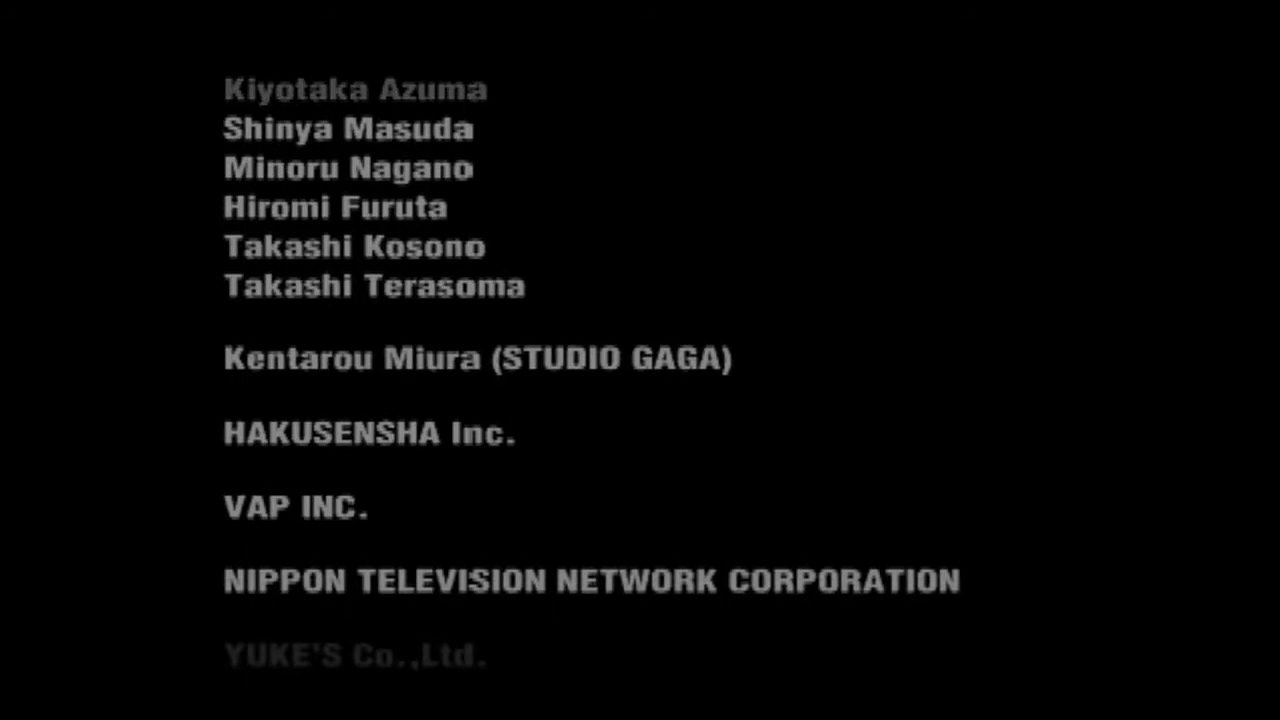 Kiyotaka Azuma
Shinya Masuda
Minoru Nagano
Hiromi Furuta
Takashi Kosono
Takashi Terasoma
Kentarou Miura (STUDIO GAGA)
HAKUSENSHA Inc.
VAP INC.
NIPPON TELEVISION NETWORK CORPORATION
YUKE'S Co.,Ltd.